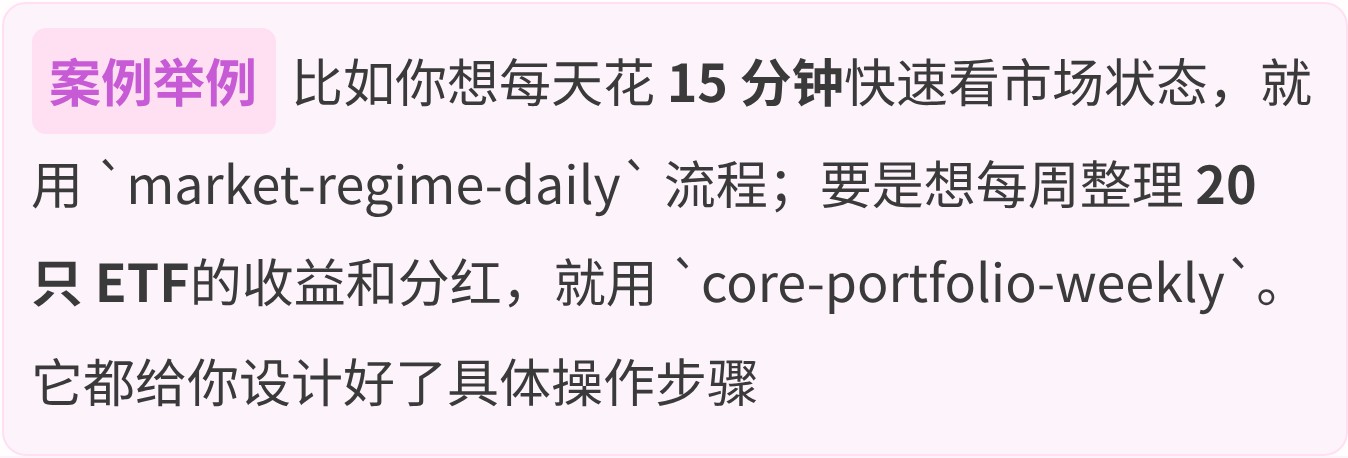 案例举例 比如你想每天花 15 分钟快速看市场状态，就
用 `market-regime-daily` 流程；要是想每周整理 20
只 ETF的收益和分红，就用 `core-portfolio-weekly`。
它都给你设计好了具体操作步骤